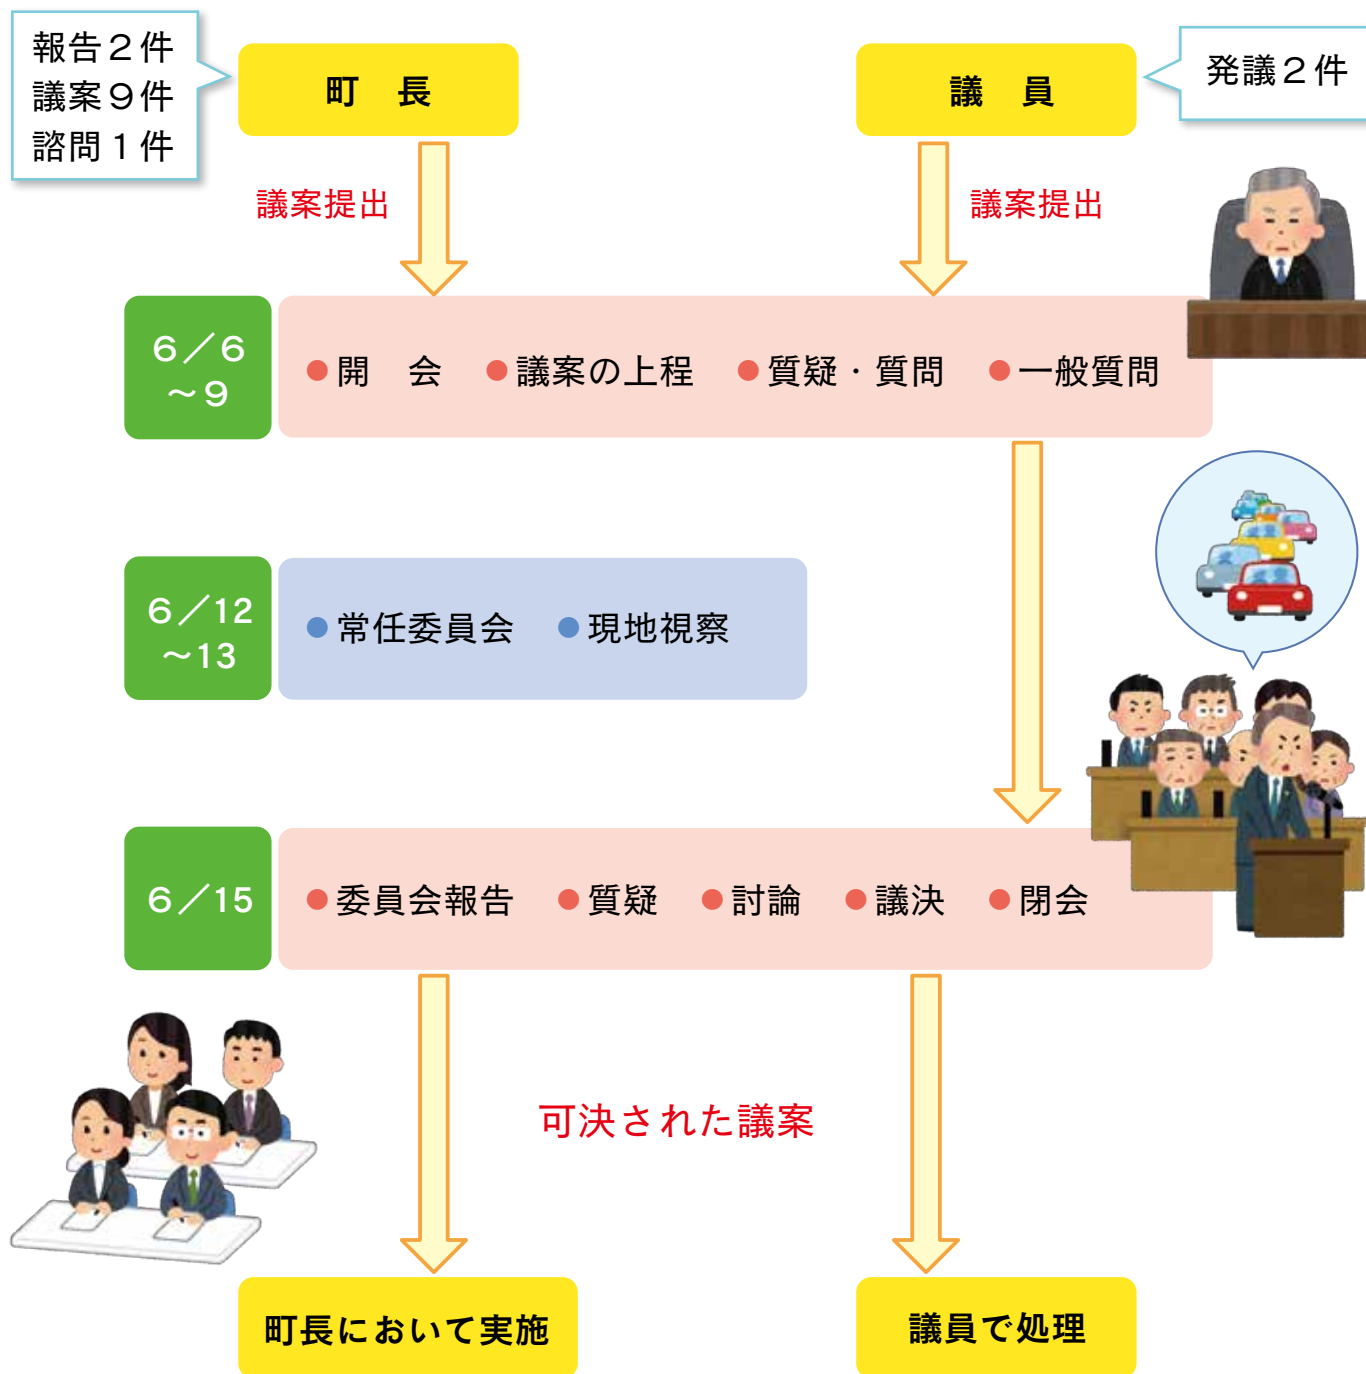 報告２件
議案９件
諮問１件
町　長
議　員
発議２件
議案提出
議案提出
６／６
～９
●開　会　●議案の上程　●質疑・質問　●一般質問
６／12
～13
●常任委員会　●現地視察
６／15
●委員会報告　●質疑　●討論　●議決　●閉会
可決された議案
町長において実施
議員で処理